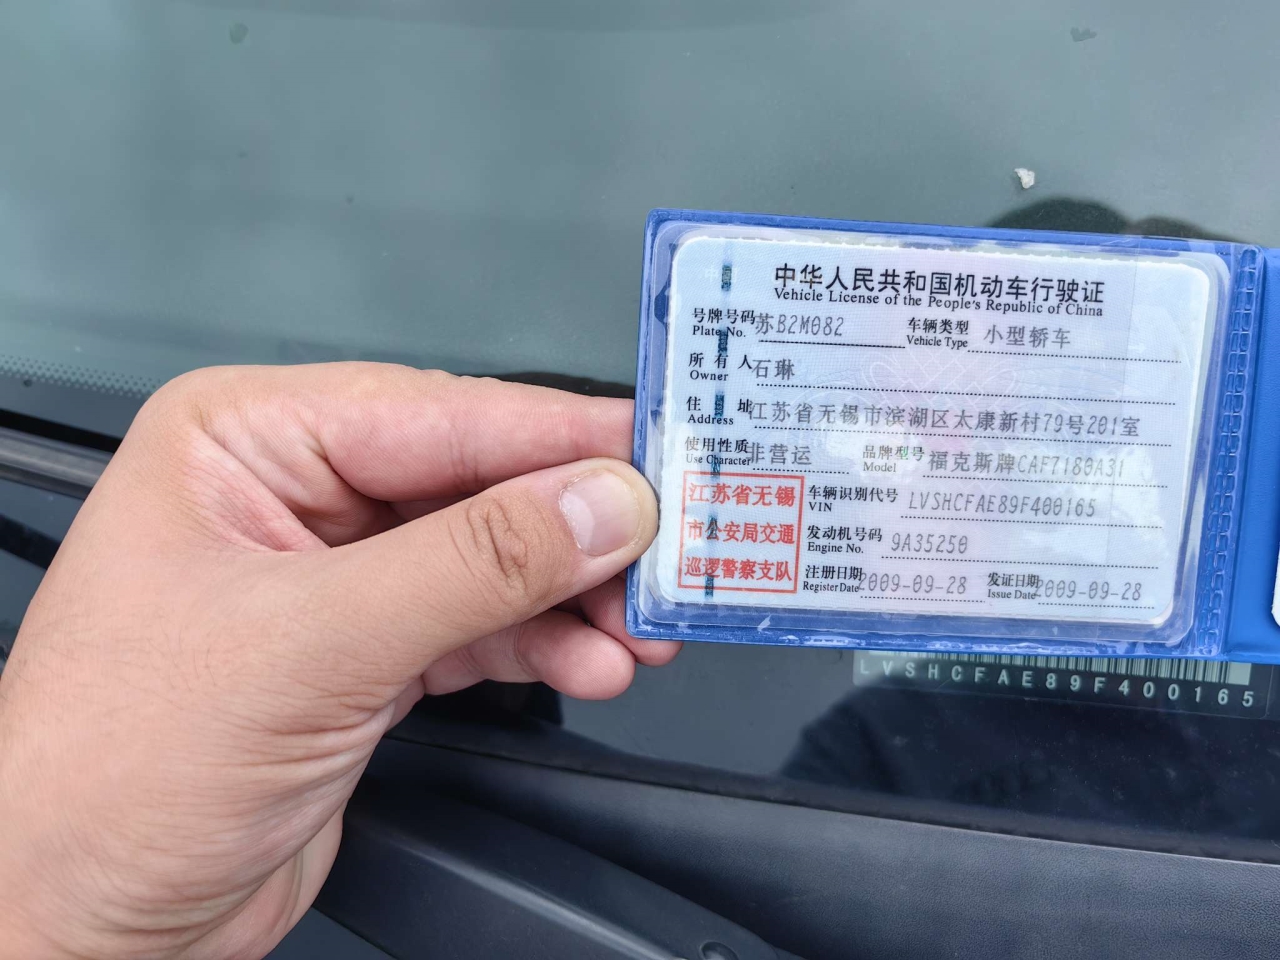 中华人民共和国机动车行驶证
Vehicle License of the People's Republic of China
号牌号码 苏B2M082 车辆类型 小型轿车
Plate No. Vehicle Type
所有人 石琳
Owner
住址 江苏省无锡市滨湖区太康新村79号201室
Address
使用性质 非营运 品牌型号 福克斯牌CAF7180A31
Use Character Model
江苏省无锡
市公安局交通
巡逻警察支队
车辆识别代号 LVSHCFAE89F400165
VIN
发动机号码 9A35250
Engine No.
注册日期 2009-09-28 发证日期 2009-09-28
Register Date Issue Date
LVSHCFAE89F400165